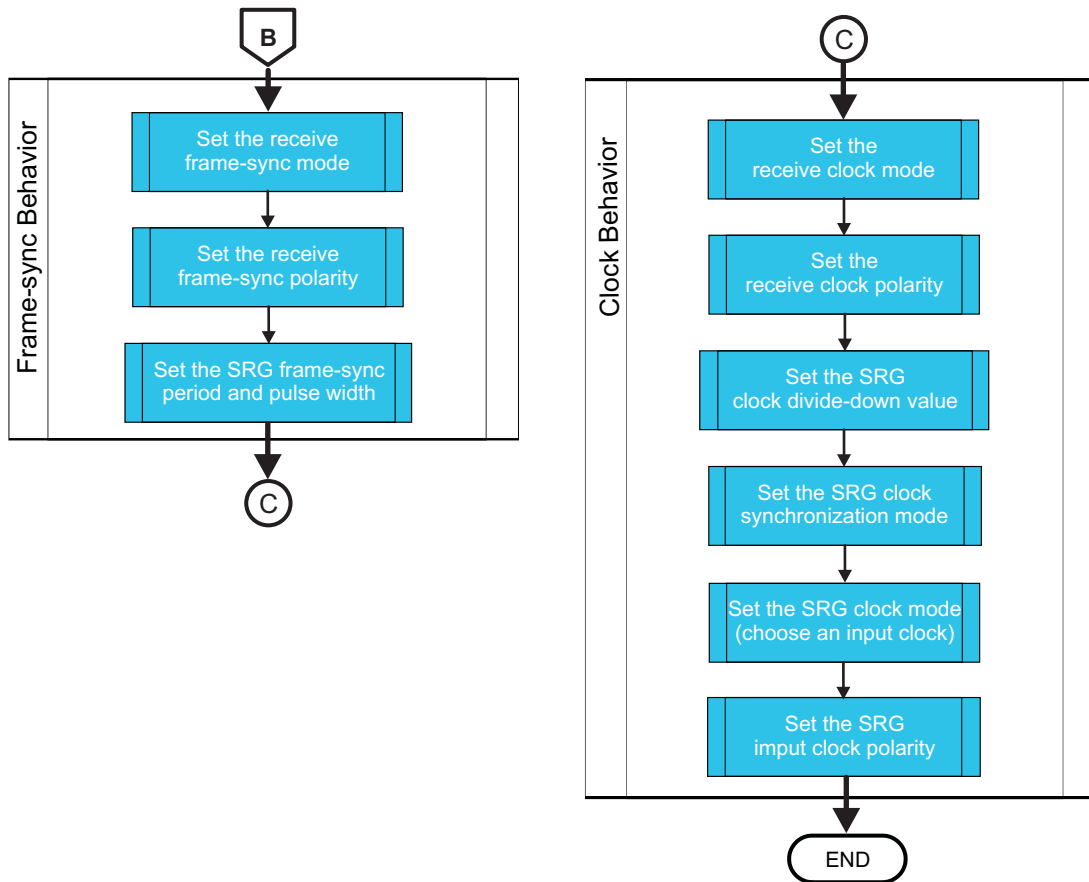 B
Frame-sync Behavior
Set the receive
frame-sync mode
Set the receive
frame-sync polarity
Set the SRG frame-sync
period and pulse width
C
C
Clock Behavior
Set the
receive clock mode
Set the
receive clock polarity
Set the SRG
clock divide-down value
Set the SRG clock
synchronization mode
Set the SRG clock mode
(choose an input clock)
Set the SRG
imput clock polarity
END